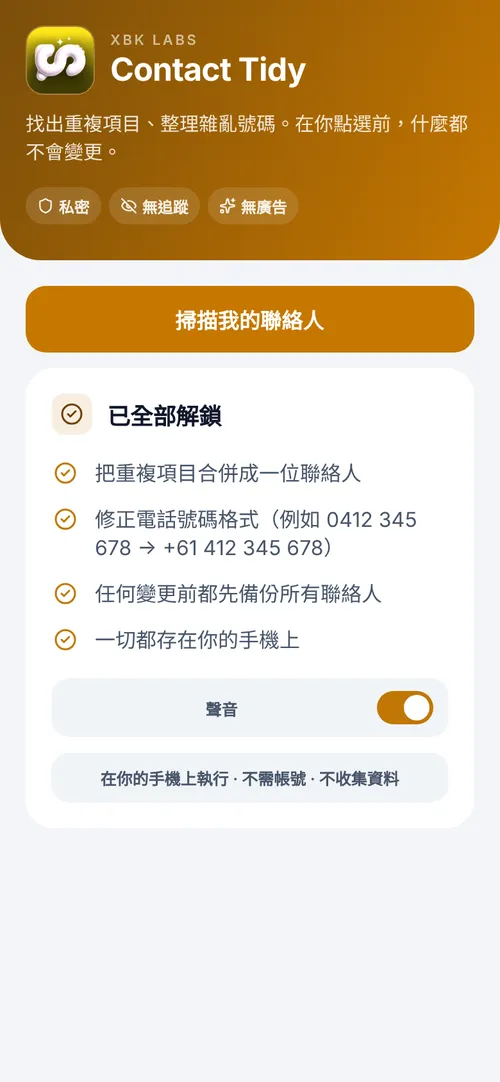 XBK LABS
Contact Tidy
找出重複項目、整理雜亂號碼。在你點選前，什麼都
不會變更。
私密
無追蹤
無廣告
掃描我的聯絡人
已全部解鎖
把重複項目合併成一位聯絡人
修正電話號碼格式（例如 0412 345
678 → +61 412 345 678）
任何變更前都先備份所有聯絡人
一切都存在你的手機上
聲音
在你的手機上執行 · 不需帳號 · 不收集資料